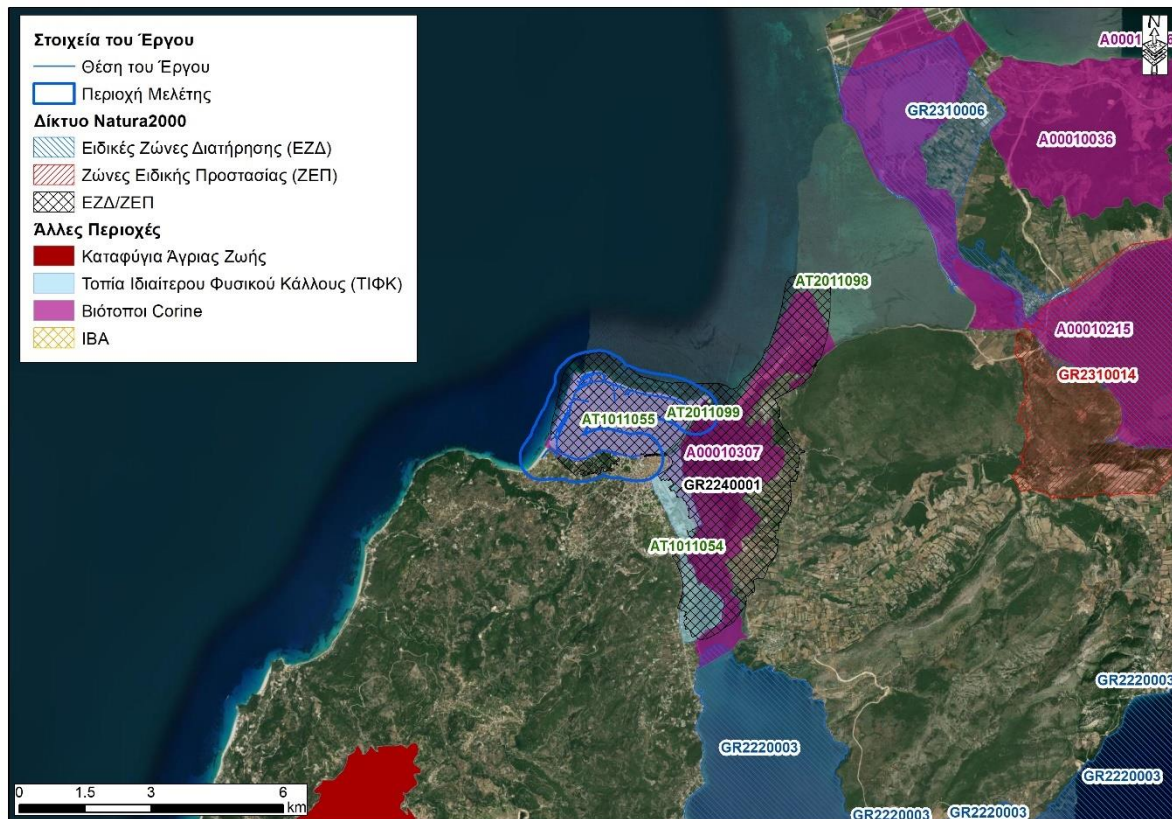 Στοιχεία του Έργου
Θέση του Έργου
Περιοχή Μελέτης
Δίκτυο Natura2000
Ειδικές Ζώνες Διατήρησης (ΕΖΔ)
Ζώνες Ειδικής Προστασίας (ΖΕΠ)
ΕΖΔ/ΖΕΠ
Άλλες Περιοχές
Καταφύγια Άγριας Ζωής
Τοπία Ιδιαίτερου Φυσικού Κάλλους (ΤΙΦΚ)
Βιότοποι Corine
IBA
N
GR2310006
A00010036
AT2011098
A00010215
GR2310014
AT1011055
AT2011099
A00010307
GR2240001
AT1011054
GR2220003
GR2220003
GR2220003
GR2220003
GR2220003
0 1.5 3 6
km